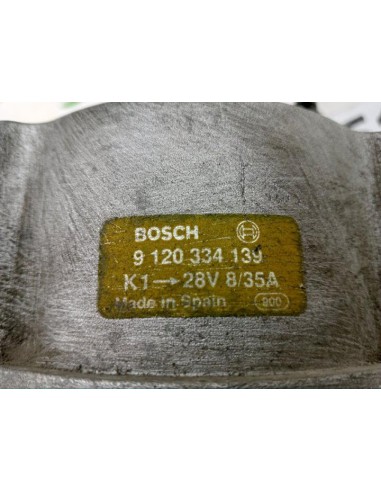 BOSCH
9 120 334 139
K1→28V 8/35A
Made in Spain